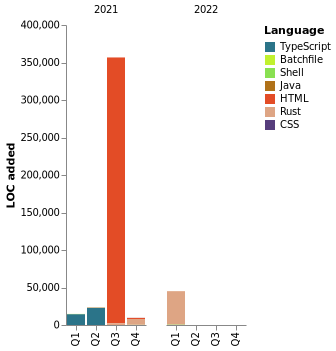 2021
2022
LOC added
400,000
350,000
300,000
250,000
200,000
150,000
100,000
50,000
0
Q1
Q2
Q3
Q4
Q1
Q2
Q3
Q4
Language
TypeScript
Batchfile
Shell
Java
HTML
Rust
CSS